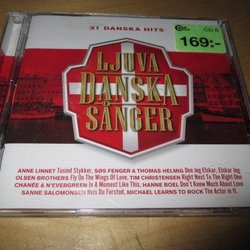 31 DANSKA HITS
CD-5
169:-
LJUVA
DANSKA
SÅNGER
ANNE LINNET Tusind Stykker, SØS FENGER & THOMAS HELMIG Den Jeg Elsker, Elsker Jeg -
OLSEN BROTHERS Fly On The Wings Of Love, TIM CHRISTENSEN Right Next To The Right One
CHANÉE & N'EVERGREEN In A Moment Like This, HANNE BOEL Don't Know Much About Love
SANNE SALOMONSEN Hvis Du Forstod, MICHAEL LEARNS TO ROCK The Actor m fl.